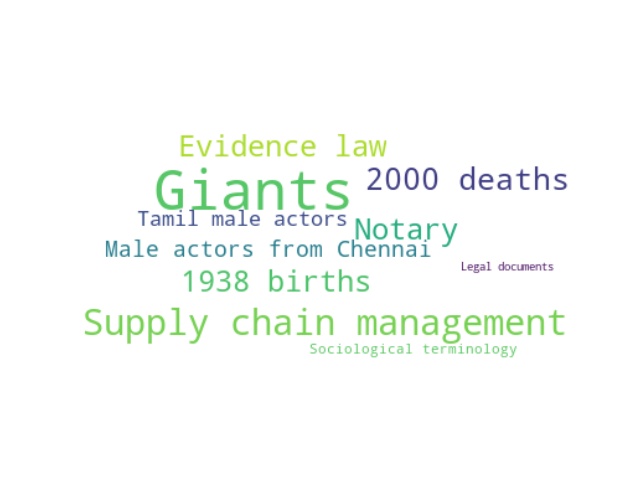 Evidence law
Giants
2000 deaths
Tamil male actors
Notary
Male actors from Chennai
Legal documents
1938 births
Supply chain management
Sociological terminology